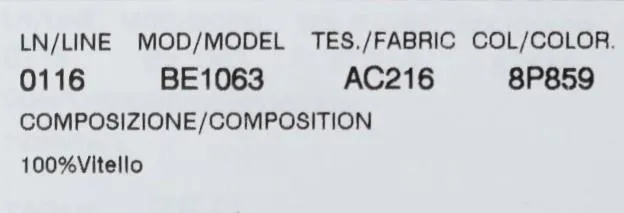 LN/LINE MOD/MODEL TES./FABRIC COL/COLOR.
0116 BE1063 AC216 8P859
COMPOSIZIONE/COMPOSITION
100%Vitello